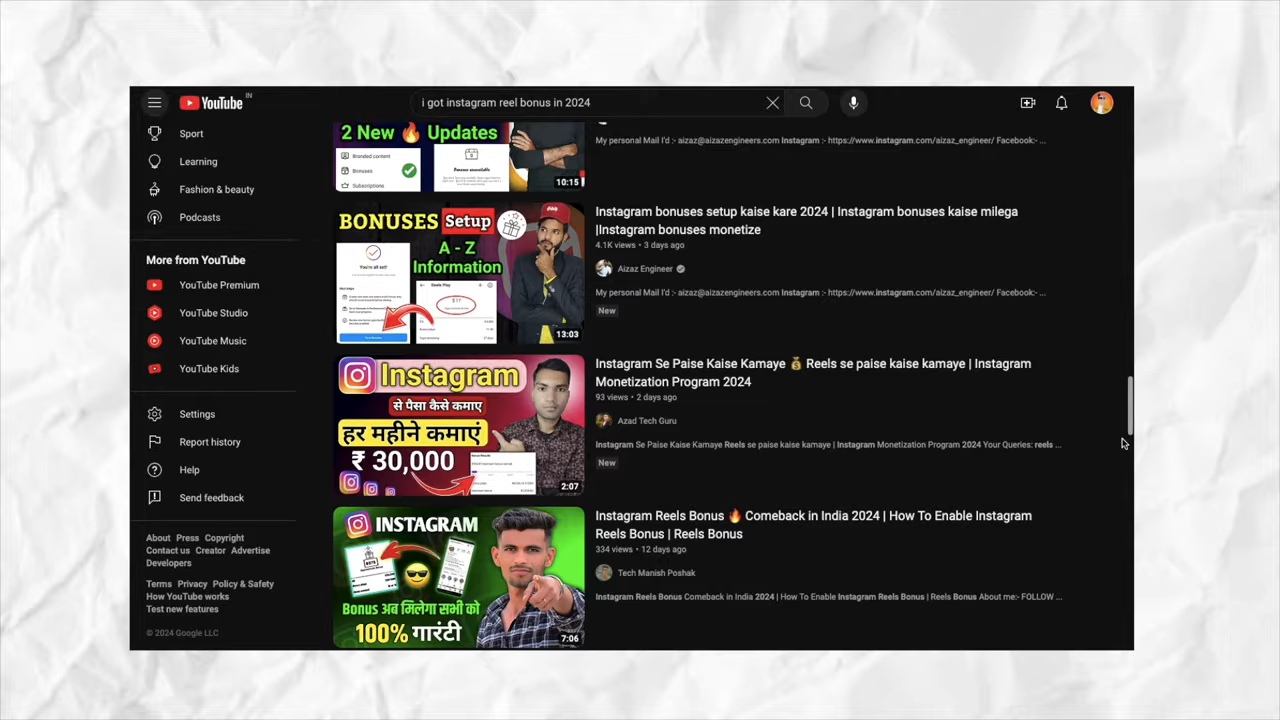 YouTube IN
i got instagram reel bonus in 2024
Sport
Learning
Fashion & beauty
Podcasts
More from YouTube
YouTube Premium
YouTube Studio
YouTube Music
YouTube Kids
Settings
Report history
Help
Send feedback
About Press Copyright
Contact us Creator Advertise
Developers
Terms Privacy Policy & Safety
How YouTube works
Test new features
© 2024 Google LLC
2 New 🔥 Updates
Branded content
Bonuses
Subscriptions
10:15
My personal Mail I'd :- aizaz@aizazengineers.com Instagram :- https://www.instagram.com/aizaz_engineer/ Facebook:- ...
BONUSES Setup
A - Z
Information
You're all set!
13:03
Instagram bonuses setup kaise kare 2024 | Instagram bonuses kaise milega
|Instagram bonuses monetize
4.1K views • 3 days ago
Aizaz Engineer
My personal Mail I'd :- aizaz@aizazengineers.com Instagram :- https://www.instagram.com/aizaz_engineer/ Facebook:- ...
New
Instagram
से पैसा कैसे कमाए
हर महीने कमाएं
₹ 30,000
2:07
Instagram Se Paise Kaise Kamaye 💰 Reels se paise kaise kamaye | Instagram
Monetization Program 2024
93 views • 2 days ago
Azad Tech Guru
Instagram Se Paise Kaise Kamaye Reels se paise kaise kamaye | Instagram Monetization Program 2024 Your Queries: reels ...
New
INSTAGRAM
Bonus अब मिलेगा सभी को
100% गारंटी
7:06
Instagram Reels Bonus 🔥 Comeback in India 2024 | How To Enable Instagram
Reels Bonus | Reels Bonus
334 views • 12 days ago
Tech Manish Poshak
Instagram Reels Bonus Comeback in India 2024 | How To Enable Instagram Reels Bonus | Reels Bonus About me:- FOLLOW ...